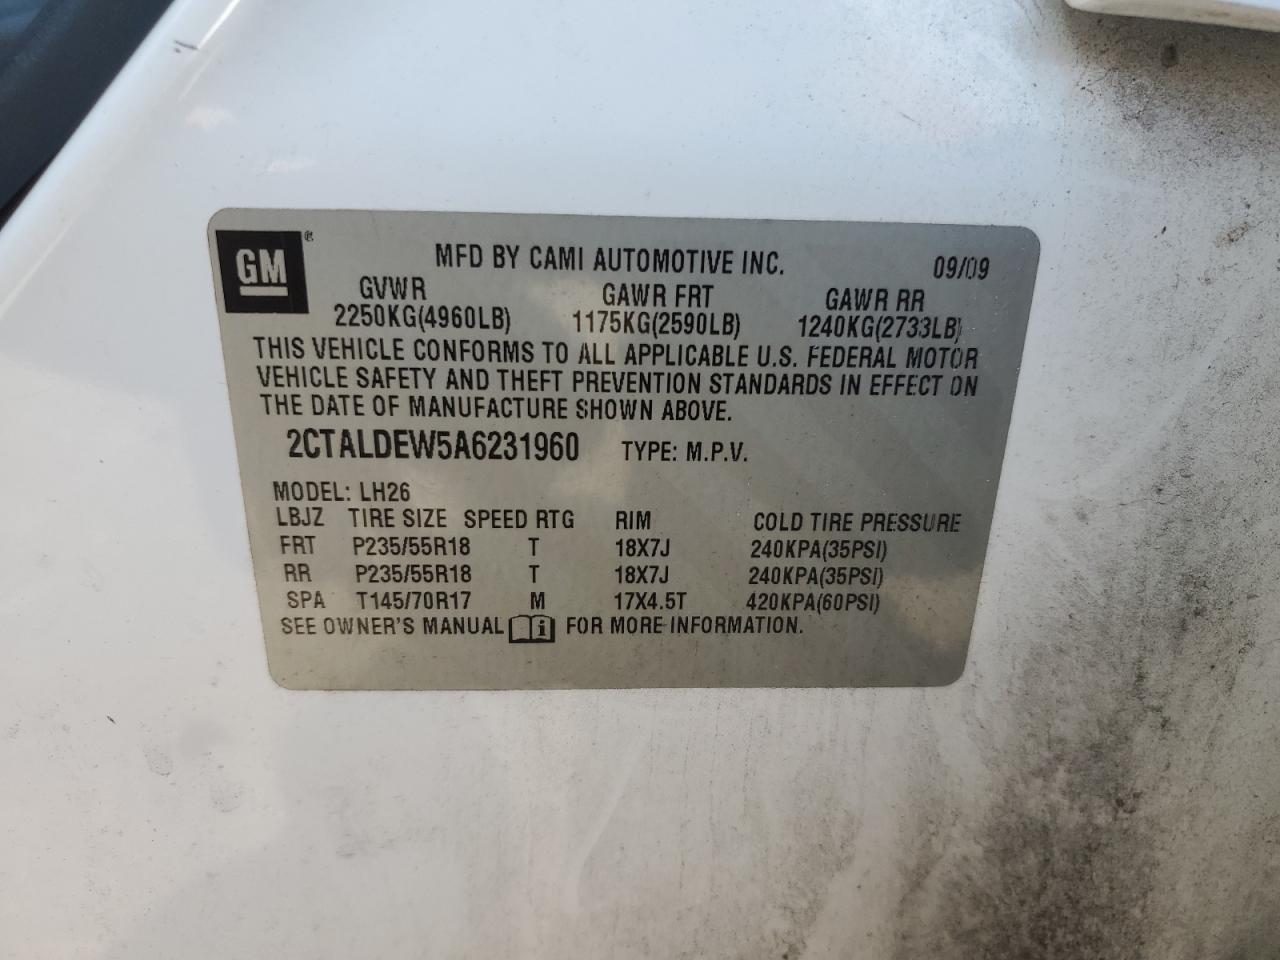 GM®
MFD BY CAMI AUTOMOTIVE INC. 09/09
GVWR GAWR FRT GAWR RR
2250KG(4960LB) 1175KG(2590LB) 1240KG(2733LB)
THIS VEHICLE CONFORMS TO ALL APPLICABLE U.S. FEDERAL MOTOR
VEHICLE SAFETY AND THEFT PREVENTION STANDARDS IN EFFECT ON
THE DATE OF MANUFACTURE SHOWN ABOVE.
2CTALDEW5A6231960 TYPE: M.P.V.
MODEL: LH26
LBJZ TIRE SIZE SPEED RTG RIM COLD TIRE PRESSURE
FRT P235/55R18 T 18X7J 240KPA(35PSI)
RR P235/55R18 T 18X7J 240KPA(35PSI)
SPA T145/70R17 M 17X4.5T 420KPA(60PSI)
SEE OWNER'S MANUAL i FOR MORE INFORMATION.